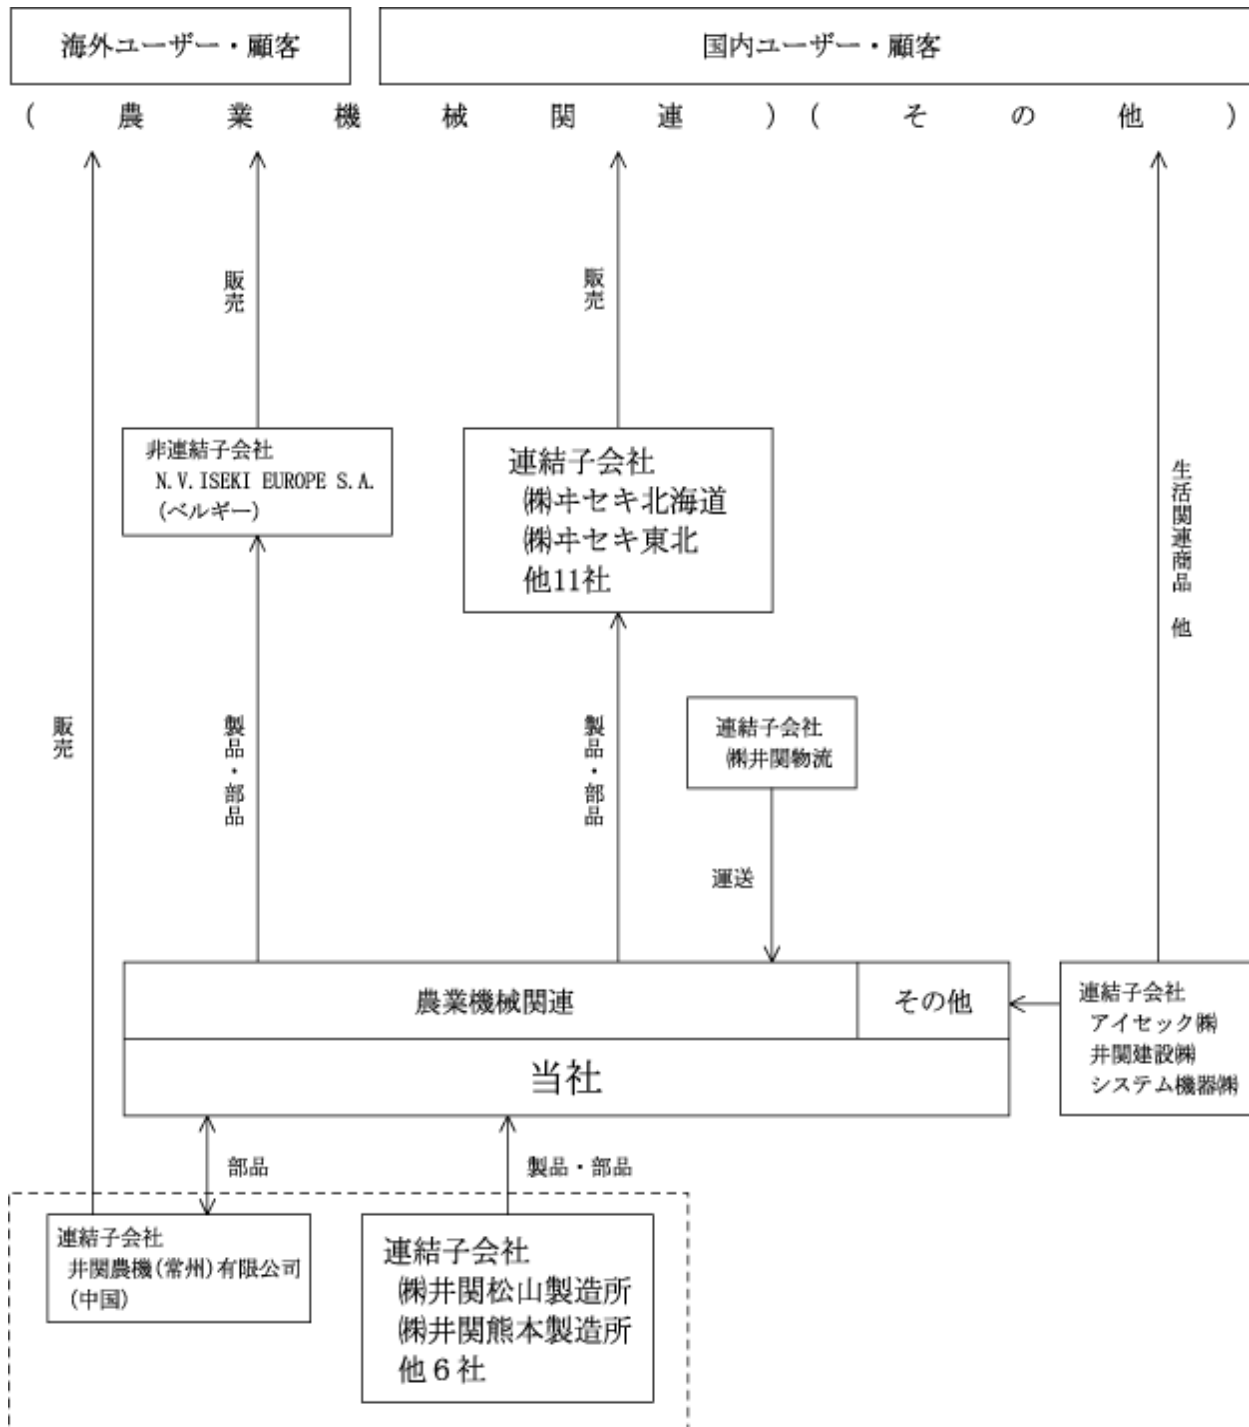 海外ユーザー・顧客
国内ユーザー・顧客
(農業機械関連)(その他)
販売
販売
非連結子会社
N.V.ISEKI EUROPE S.A.
(ベルギー)
連結子会社
㈱ヰセキ北海道
㈱ヰセキ東北
他11社
生活関連商品 他
販売
製品・部品
製品・部品
連結子会社
㈱井関物流
運送
農業機械関連
その他
当社
連結子会社
アイセック㈱
井関建設㈱
システム機器㈱
部品
製品・部品
連結子会社
井関農機(常州)有限公司
(中国)
連結子会社
㈱井関松山製造所
㈱井関熊本製造所
他６社